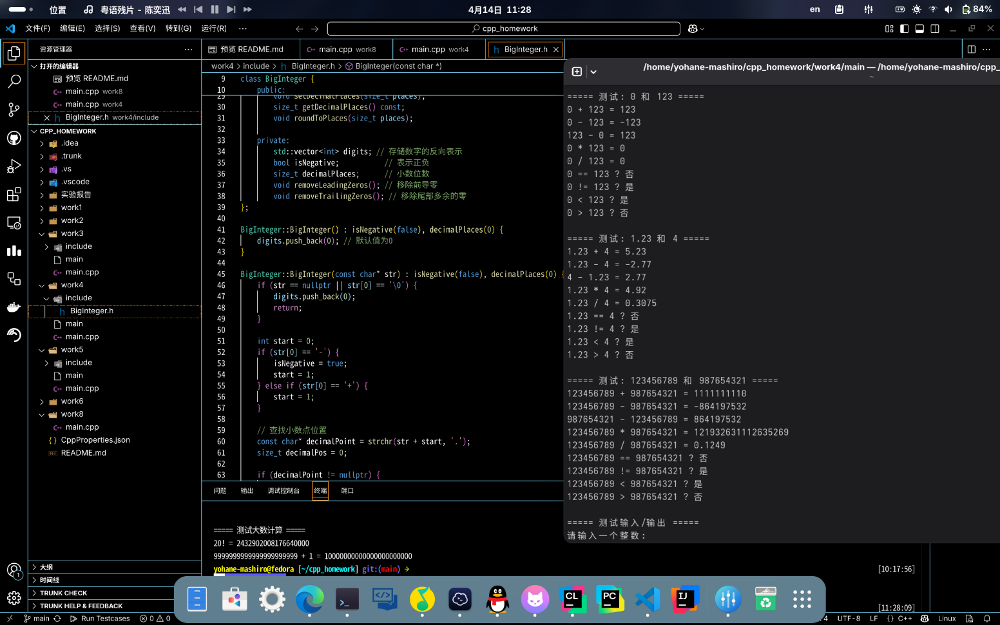 位置
粤语残片 - 陈奕迅
4月14日 11:28
en
84%
文件(F) 编辑(E) 选择(S) 查看(V) 转到(G) 运行(R) ···
cpp_homework
资源管理器
打开的编辑器
预览 README.md
main.cpp work8
main.cpp work4
BigInteger.h work4/include
CPP_HOMEWORK
.idea
.trunk
.vs
.vscode
实验报告
work1
work2
work3
include
main
main.cpp
work4
include
BigInteger.h
main
main.cpp
work5
include
main
main.cpp
work6
work8
main.cpp
CppProperties.json
README.md
大纲
时间线
TRUNK CHECK
TRUNK HELP & FEEDBACK
预览 README.md
main.cpp work8
main.cpp work4
BigInteger.h
work4 > include > BigInteger.h > BigInteger(const char *)
9 class BigInteger {
10 public:
29 void setDecimalPlaces(size_t places);
30 size_t getDecimalPlaces() const;
31 void roundToPlaces(size_t places);
32
33 private:
34 std::vector<int> digits; // 存储数字的反向表示
35 bool isNegative; // 表示正负
36 size_t decimalPlaces; // 小数位数
37 void removeLeadingZeros(); // 移除前导零
38 void removeTrailingZeros(); // 移除尾部多余的零
39 };
40
41 BigInteger::BigInteger() : isNegative(false), decimalPlaces(0) {
42 digits.push_back(0); // 默认值为0
43 }
44
45 BigInteger::BigInteger(const char* str) : isNegative(false), decimalPlaces(0) {
46 if (str == nullptr || str[0] == '\0') {
47 digits.push_back(0);
48 return;
49 }
50
51 int start = 0;
52 if (str[0] == '-') {
53 isNegative = true;
54 start = 1;
55 } else if (str[0] == '+') {
56 start = 1;
57 }
58
59 // 查找小数点位置
60 const char* decimalPoint = strchr(str + start, '.');
61 size_t decimalPos = 0;
62
63 if (decimalPoint != nullptr) {
问题 输出 调试控制台 终端 端口
===== 测试大数计算 =====
20! = 2432902008176640000
99999999999999999999 + 1 = 100000000000000000000
yohane-mashiro@fedora [~/cpp_homework] git:(main) →
[10:17:56]
[11:28:09]
/home/yohane-mashiro/cpp_homework/work4/main — /home/yohane-mashiro/cpp_
~
===== 测试: 0 和 123 =====
0 + 123 = 123
0 - 123 = -123
123 - 0 = 123
0 * 123 = 0
0 / 123 = 0
0 == 123 ? 否
0 != 123 ? 是
0 < 123 ? 是
0 > 123 ? 否
===== 测试: 1.23 和 4 =====
1.23 + 4 = 5.23
1.23 - 4 = -2.77
4 - 1.23 = 2.77
1.23 * 4 = 4.92
1.23 / 4 = 0.3075
1.23 == 4 ? 否
1.23 != 4 ? 是
1.23 < 4 ? 是
1.23 > 4 ? 否
===== 测试: 123456789 和 987654321 =====
123456789 + 987654321 = 1111111110
123456789 - 987654321 = -864197532
987654321 - 123456789 = 864197532
123456789 * 987654321 = 121932631112635269
123456789 / 987654321 = 0.1249
123456789 == 987654321 ? 否
123456789 != 987654321 ? 是
123456789 < 987654321 ? 是
123456789 > 987654321 ? 否
===== 测试输入/输出 =====
请输入一个整数:
CL
PC
IJ
main
Run Testcases
0 0
4 UTF-8 LF {} C++ Linux